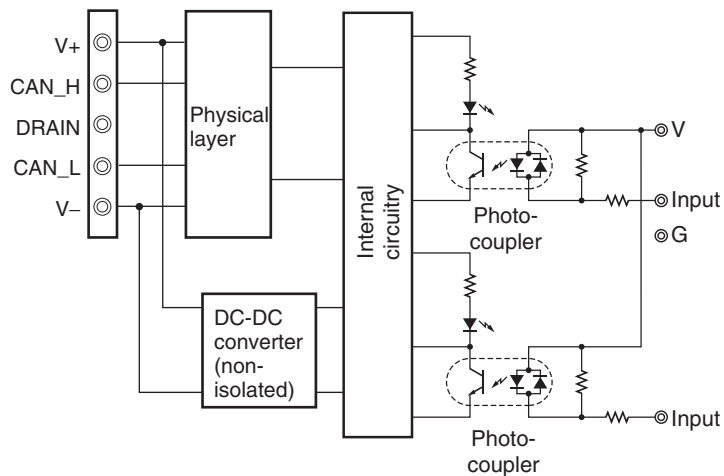 V+
CAN_H
DRAIN
CAN_L
V–
Physical
layer
DC-DC
converter
(non-
isolated)
Internal
circuitry
Photo-
coupler
V
Input
G
Photo-
coupler
Input